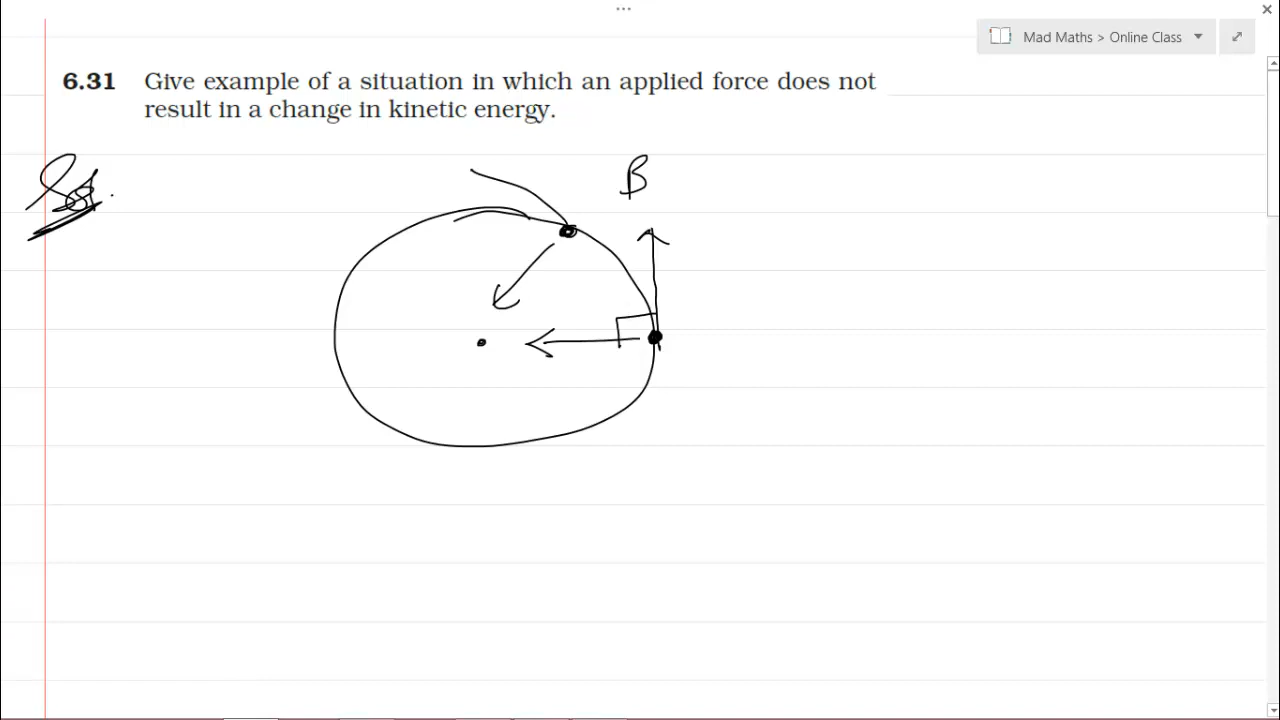 Mad Maths > Online Class
6.31 Give example of a situation in which an applied force does not
result in a change in kinetic energy.
Sol.
B